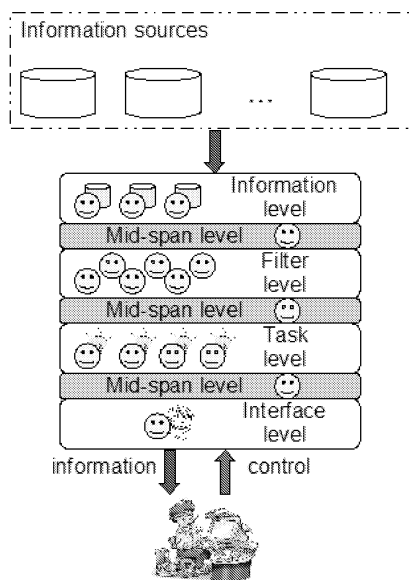 Information sources
...
Information
level
Mid-span level
Filter
level
Mid-span level
Task
level
Mid-span level
Interface
level
information
control